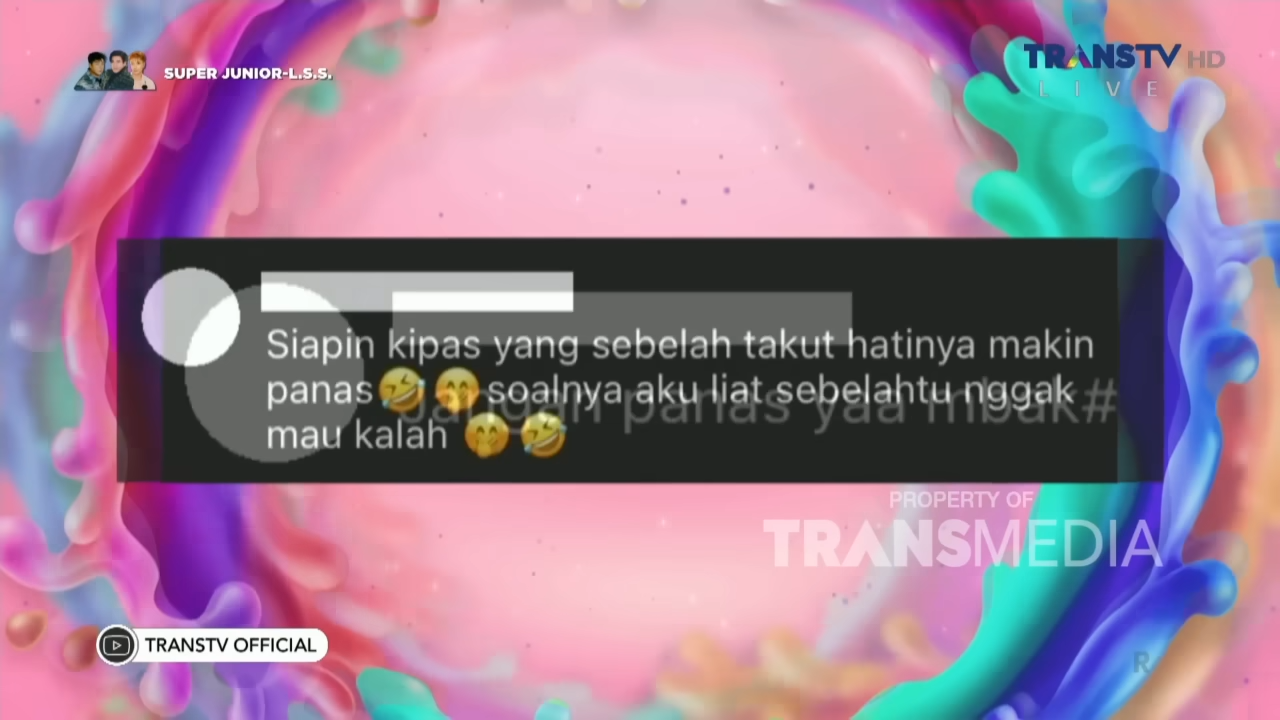 SUPER JUNIOR-L.S.S.
TRANSTV HD
LIVE
Siapin kipas yang sebelah takut hatinya makin
panas🤣🤭soalnya aku liat sebelahtu nggak
mau kalah 🤭🤣
Jangan panas yaa mbak#
PROPERTY OF
TRANSMEDIA
TRANSTV OFFICIAL
R